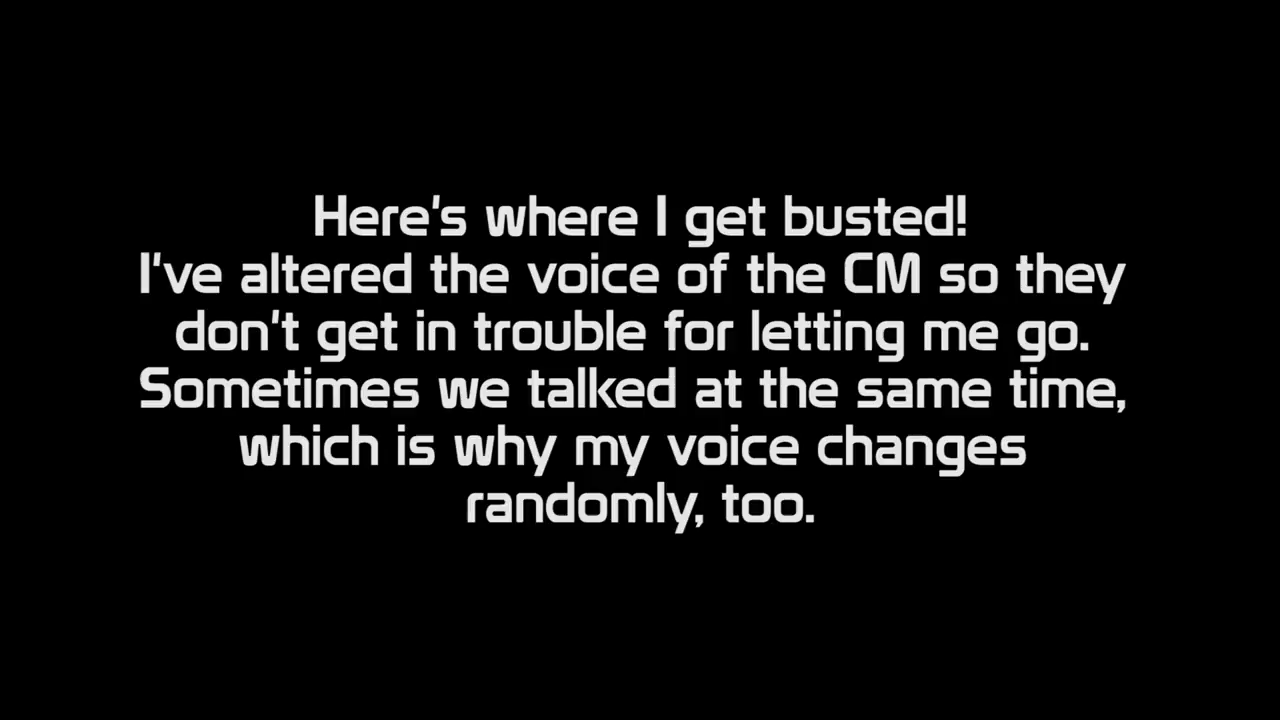 Here's where I get busted!
I've altered the voice of the CM so they
don't get in trouble for letting me go.
Sometimes we talked at the same time,
which is why my voice changes
randomly, too.